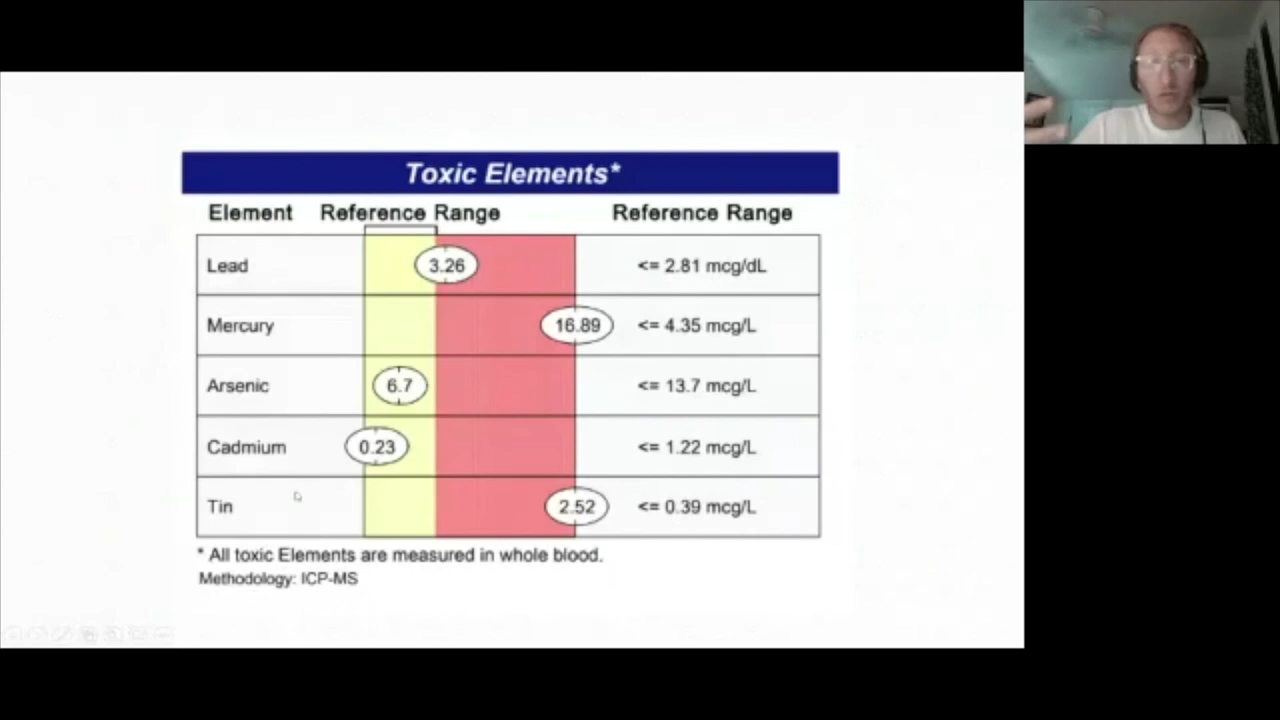 Toxic Elements*
Element Reference Range Reference Range
Lead 3.26 <= 2.81 mcg/dL
Mercury 16.89 <= 4.35 mcg/L
Arsenic 6.7 <= 13.7 mcg/L
Cadmium 0.23 <= 1.22 mcg/L
Tin 2.52 <= 0.39 mcg/L
* All toxic Elements are measured in whole blood.
Methodology: ICP-MS